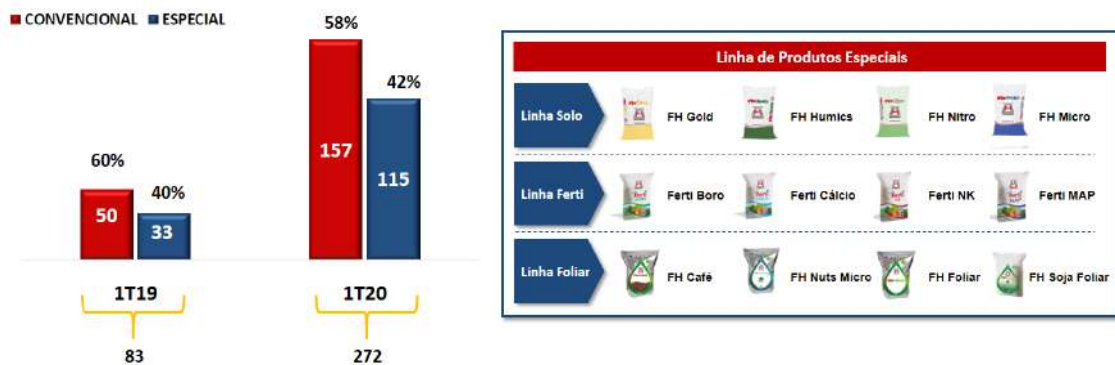 CONVENCIONAL ESPECIAL
58%
42%
157
115
60%
40%
50
33
1T19 1T20
83 272
Linha de Produtos Especiais
Linha Solo FH Gold FH Humics FH Nitro FH Micro
Linha Ferti Ferti Boro Ferti Cálcio Ferti NK Ferti MAP
Linha Foliar FH Café FH Nuts Micro FH Foliar FH Soja Foliar